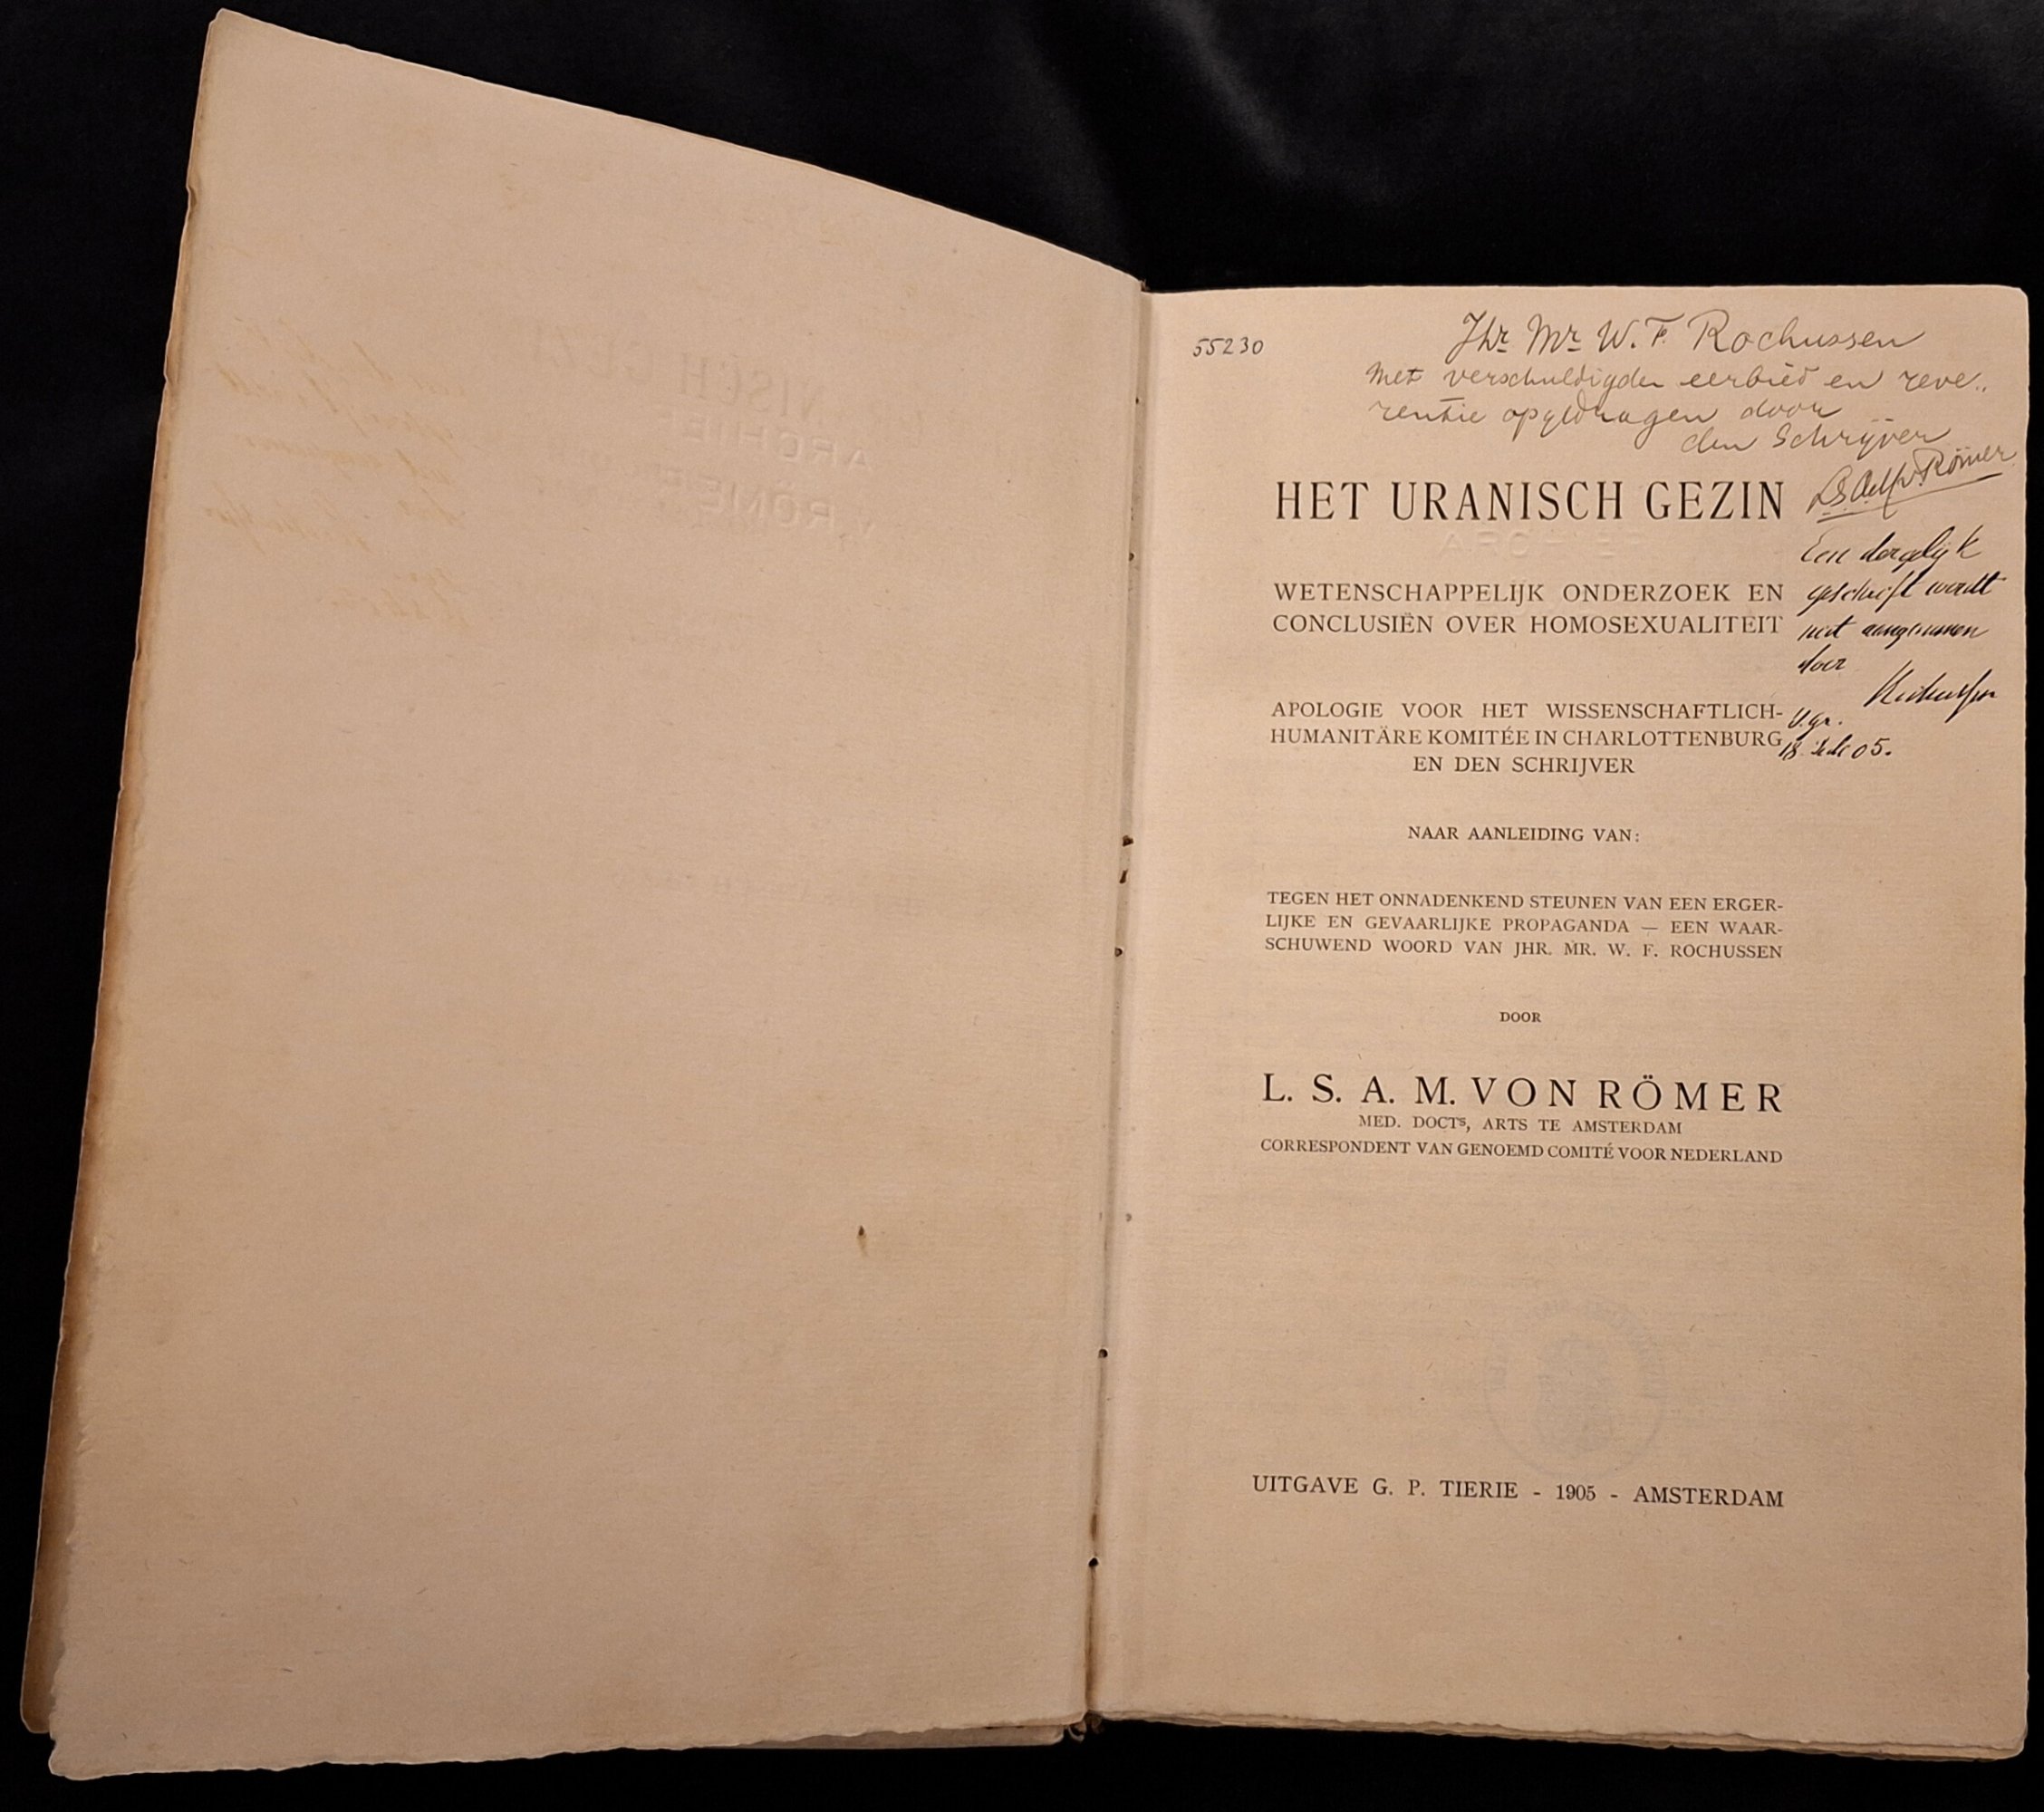 55230
Jhr Mr W. F. Rochussen
met verschuldigden eerbied en reve„
rentie opgedragen door
den Schrijver
L.S.A.M.v.Römer
HET URANISCH GEZIN
Een dergelijk
geschrift wordt
niet aangenomen
door
Rochussen
18 05.
WETENSCHAPPELIJK ONDERZOEK EN
CONCLUSIËN OVER HOMOSEXUALITEIT
APOLOGIE VOOR HET WISSENSCHAFTLICH-
HUMANITÄRE KOMITÉE IN CHARLOTTENBURG
EN DEN SCHRIJVER
NAAR AANLEIDING VAN:
TEGEN HET ONNADENKEND STEUNEN VAN EEN ERGER-
LIJKE EN GEVAARLIJKE PROPAGANDA — EEN WAAR-
SCHUWEND WOORD VAN JHR. MR. W. F. ROCHUSSEN
DOOR
L. S. A. M. VON RÖMER
MED. DOCTS, ARTS TE AMSTERDAM
CORRESPONDENT VAN GENOEMD COMITÉ VOOR NEDERLAND
UITGAVE G. P. TIERIE - 1905 - AMSTERDAM